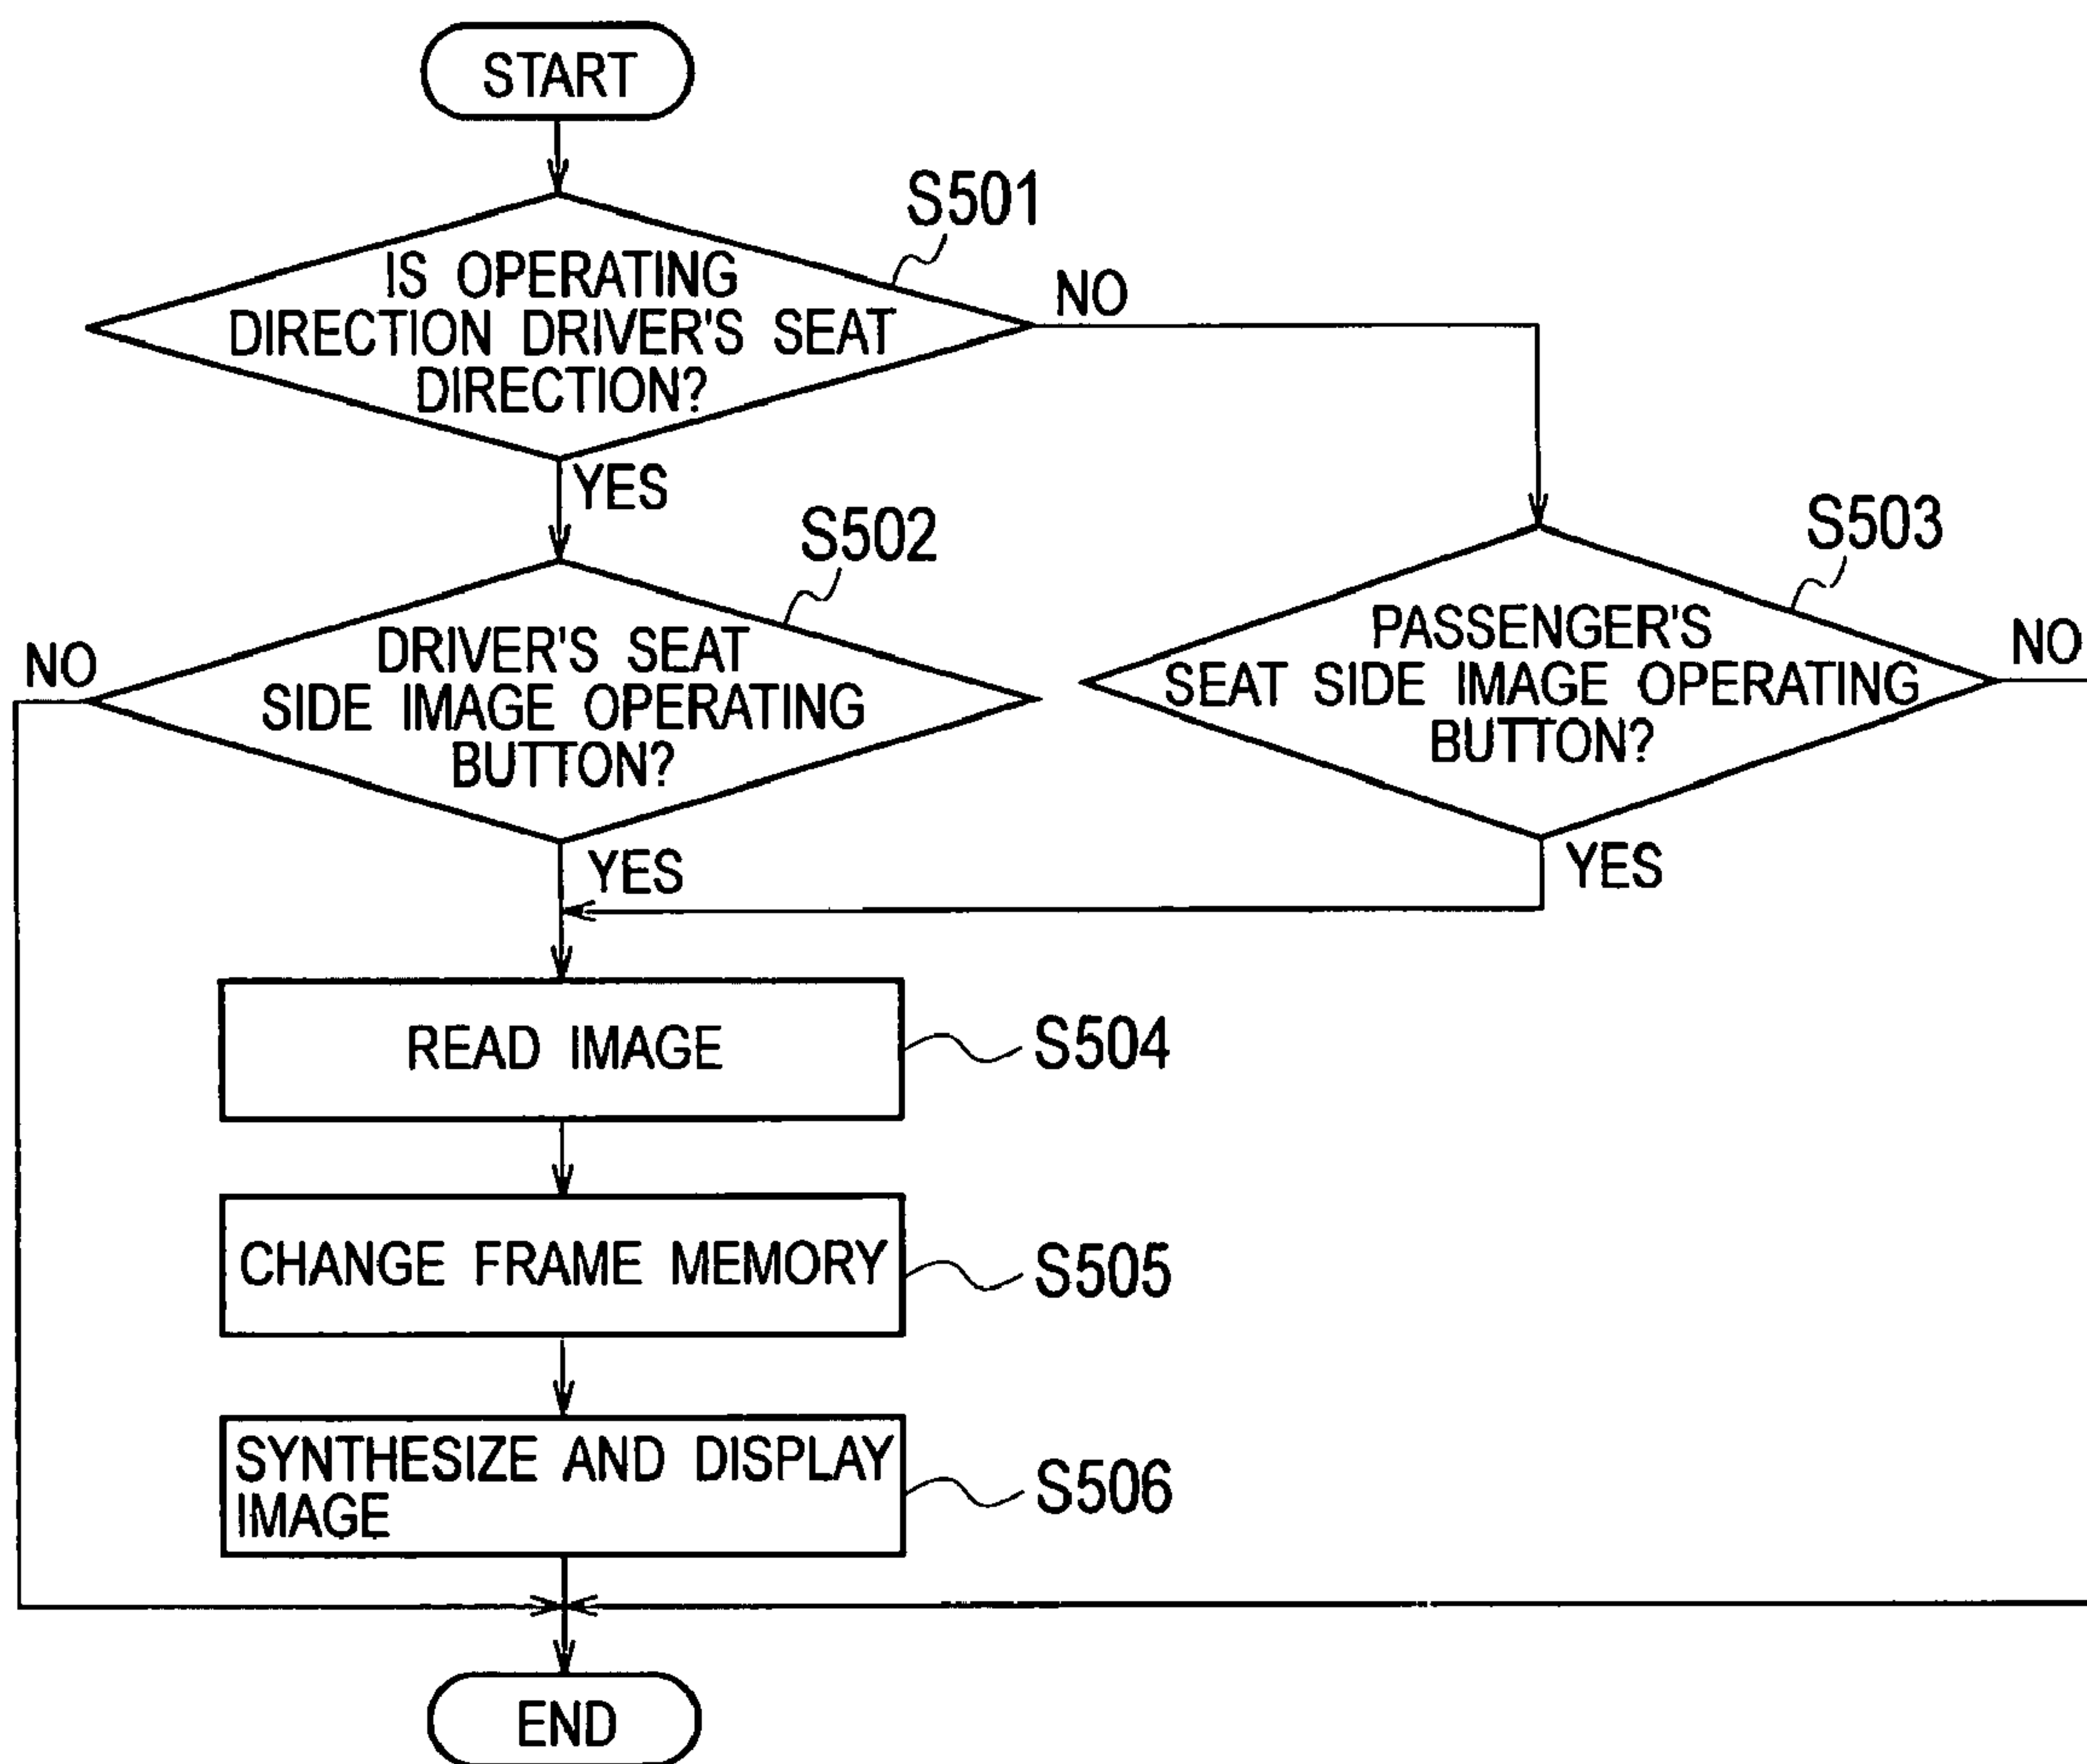 START
S501
IS OPERATING
DIRECTION DRIVER'S SEAT
DIRECTION?
NO
YES
S502
DRIVER'S SEAT
SIDE IMAGE OPERATING
BUTTON?
NO
YES
S503
PASSENGER'S
SEAT SIDE IMAGE OPERATING
BUTTON?
NO
YES
READ IMAGE
S504
CHANGE FRAME MEMORY
S505
SYNTHESIZE AND DISPLAY
IMAGE
S506
END